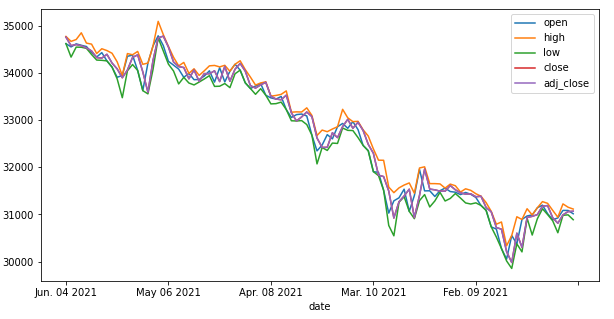 35000
34000
33000
32000
31000
30000
open
high
low
close
adj_close
Jun. 04 2021 May 06 2021 Apr. 08 2021 Mar. 10 2021 Feb. 09 2021
date